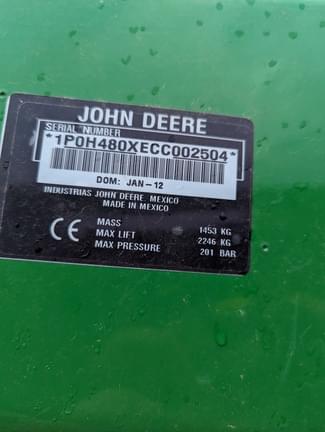 JOHN DEERE
SERIAL NUMBER
*1P0H480XECC002504*
DOM: JAN-12
INDUSTRIAS JOHN DEERE, MEXICO
MADE IN MEXICO
CE
MASS 1453 KG
MAX LIFT 2246 KG
MAX PRESSURE 201 BAR